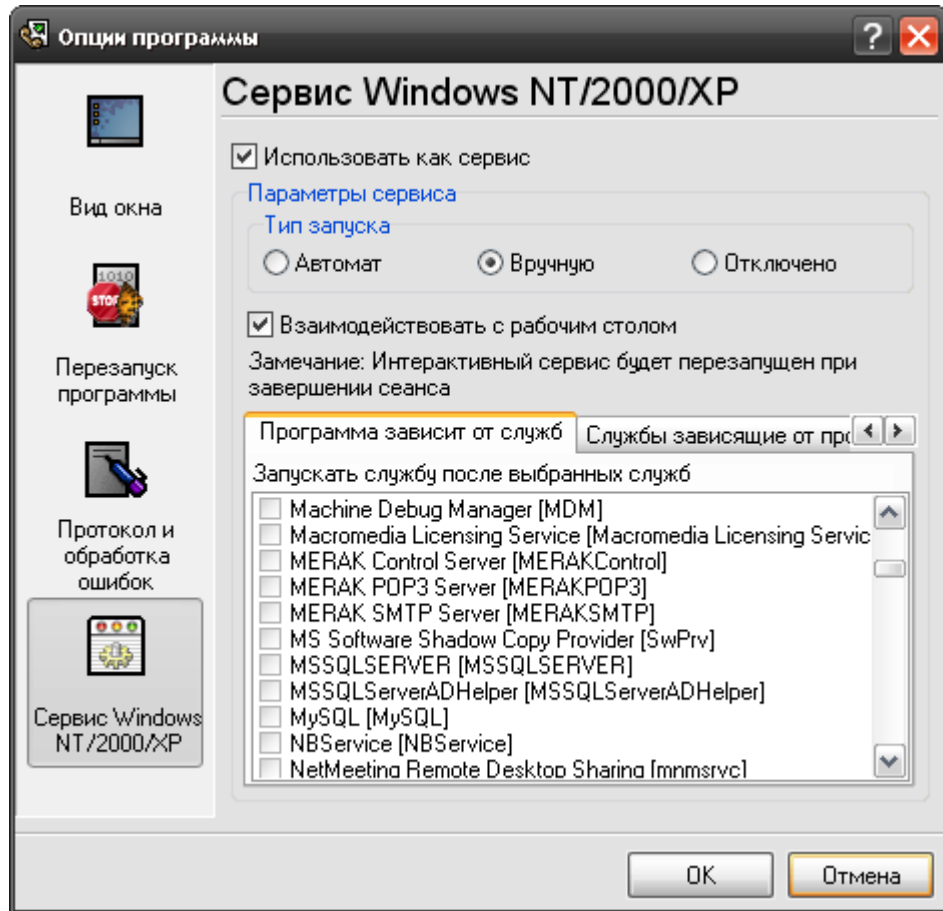 Опции программы
Вид окна
1010
STOP
Перезапуск
программы
Протокол и
обработка
ошибок
Сервис Windows
NT/2000/XP
Сервис Windows NT/2000/XP
Использовать как сервис
Параметры сервиса
Тип запуска
Автомат Вручную Отключено
Взаимодействовать с рабочим столом
Замечание: Интерактивный сервис будет перезапущен при
завершении сеанса
Программа зависит от служб Службы зависящие от про
Запускать службу после выбранных служб
Machine Debug Manager [MDM]
Macromedia Licensing Service [Macromedia Licensing Servic
MERAK Control Server [MERAKControl]
MERAK POP3 Server [MERAKPOP3]
MERAK SMTP Server [MERAKSMTP]
MS Software Shadow Copy Provider [SwPrv]
MSSQLSERVER [MSSQLSERVER]
MSSQLServerADHelper [MSSQLServerADHelper]
MySQL [MySQL]
NBService [NBService]
NetMeeting Remote Desktop Sharing [mnmsrvc]
OK Отмена